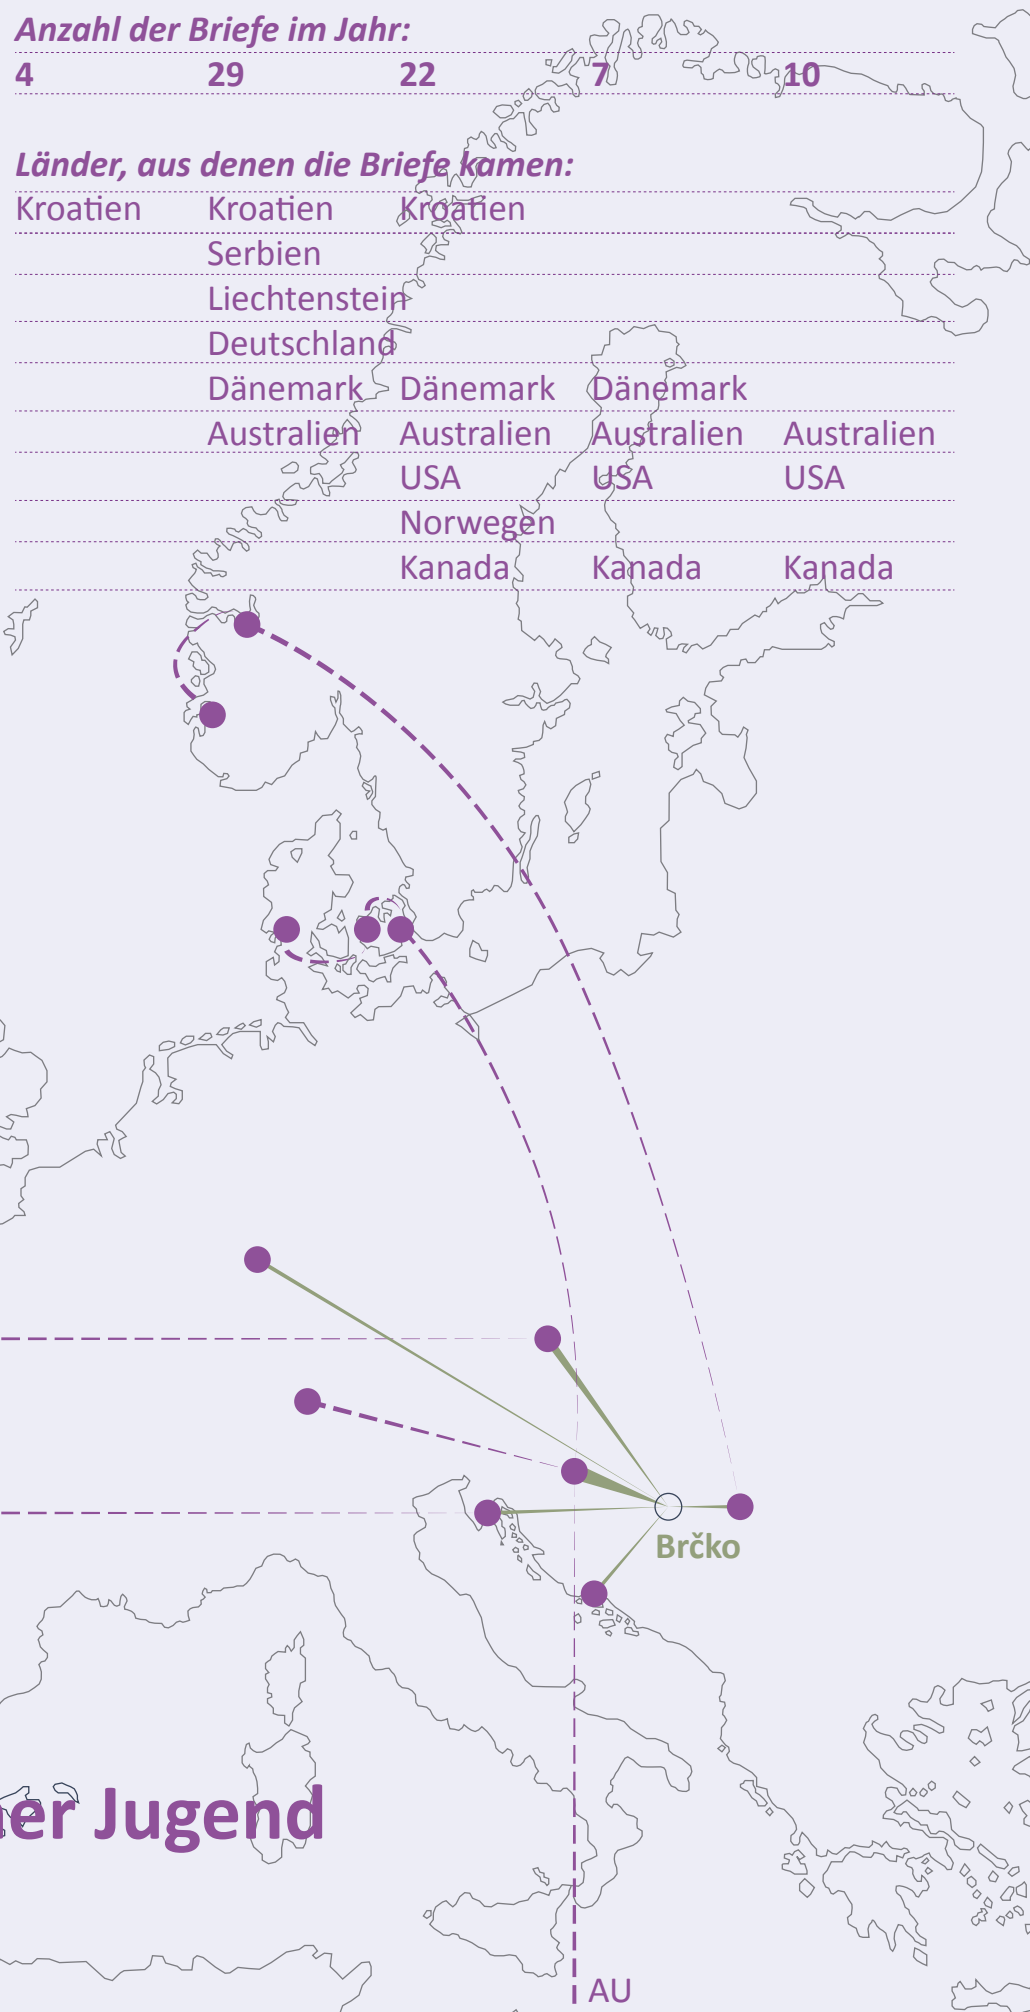 Anzahl der Briefe im Jahr:
4 29 22 7 10
Länder, aus denen die Briefe kamen:
Kroatien Kroatien Kroatien
Serbien
Liechtenstein
Deutschland
Dänemark Dänemark Dänemark
Australien Australien Australien Australien
USA USA USA
Norwegen
Kanada Kanada Kanada
Brčko
er Jugend
AU